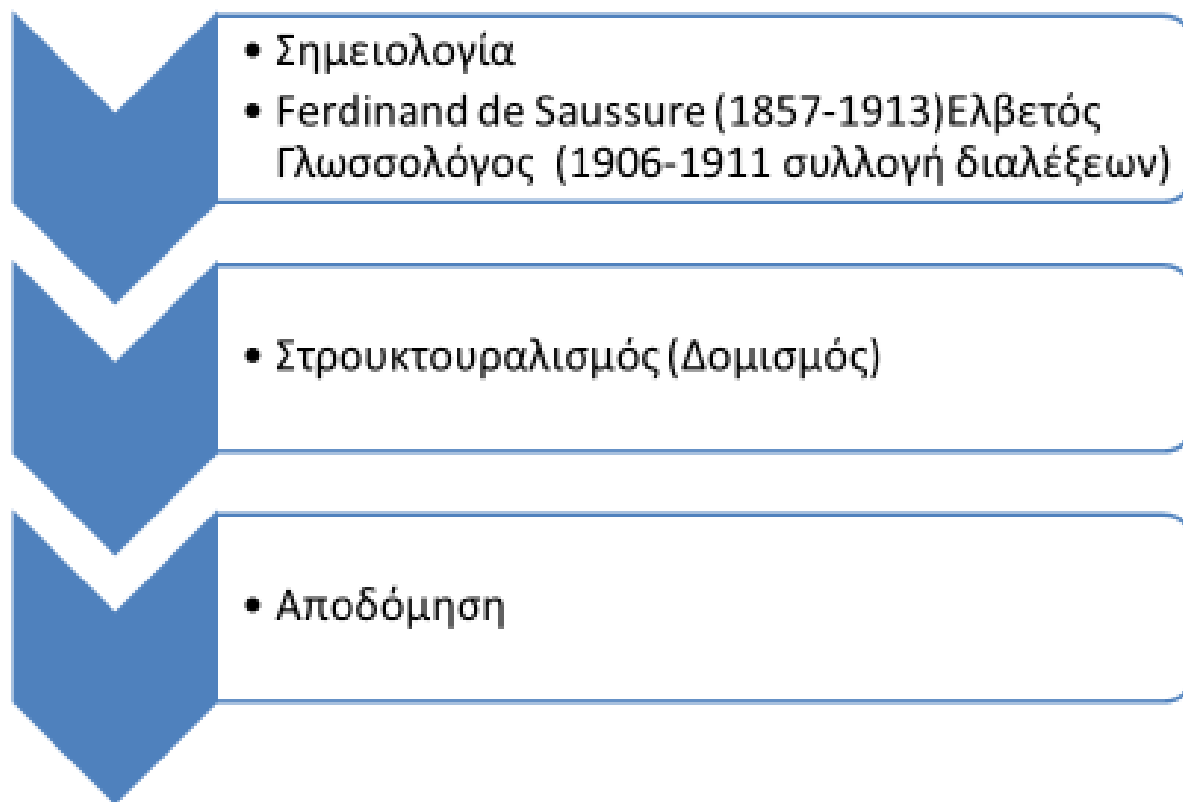 • Σημειολογία
• Ferdinand de Saussure (1857-1913)Ελβετός
Γλωσσολόγος (1906-1911 συλλογή διαλέξεων)
• Στρουκτουραλισμός (Δομισμός)
• Αποδόμηση